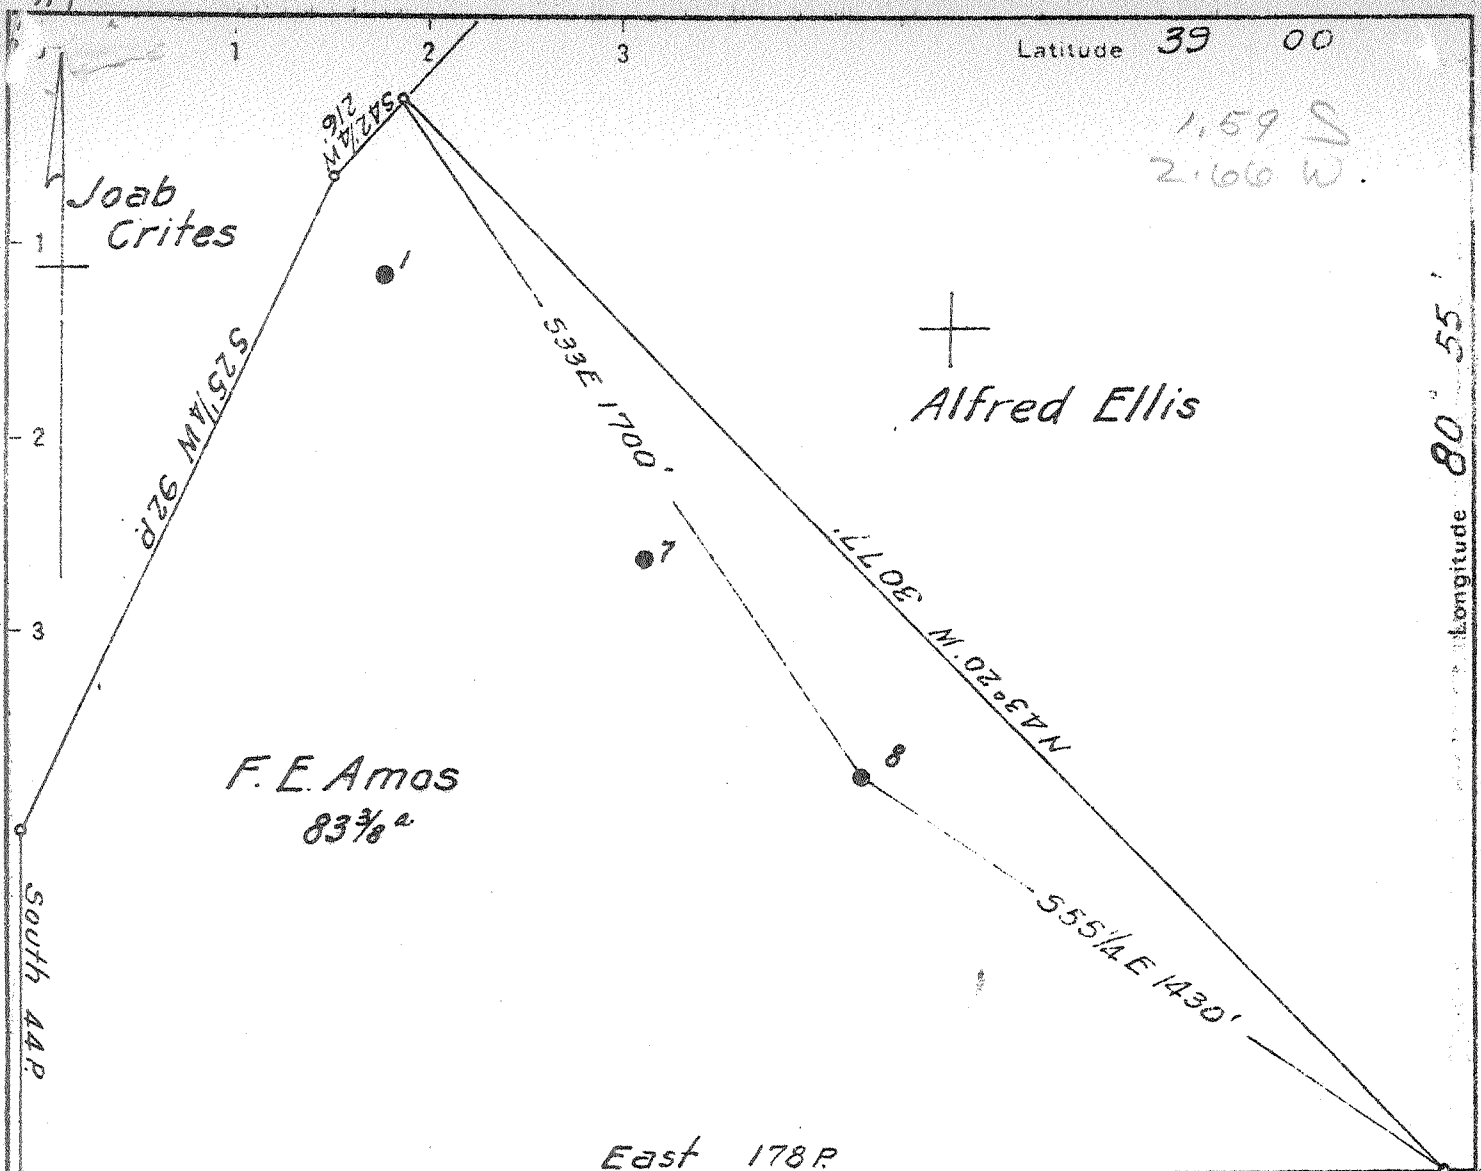 1 2 3
Latitude 39 00
1.59 S
2.66 W.
S42¼W
216
Joab
Crites
1
1
S25¼W 92P.
2
S33E 1700'
Alfred Ellis
Longitude 80° 55'
3
7
N43°20'W 3077'
8
F. E. Amos
83⅜ a
S55¼E 1430'
South 44P.
East 178P.